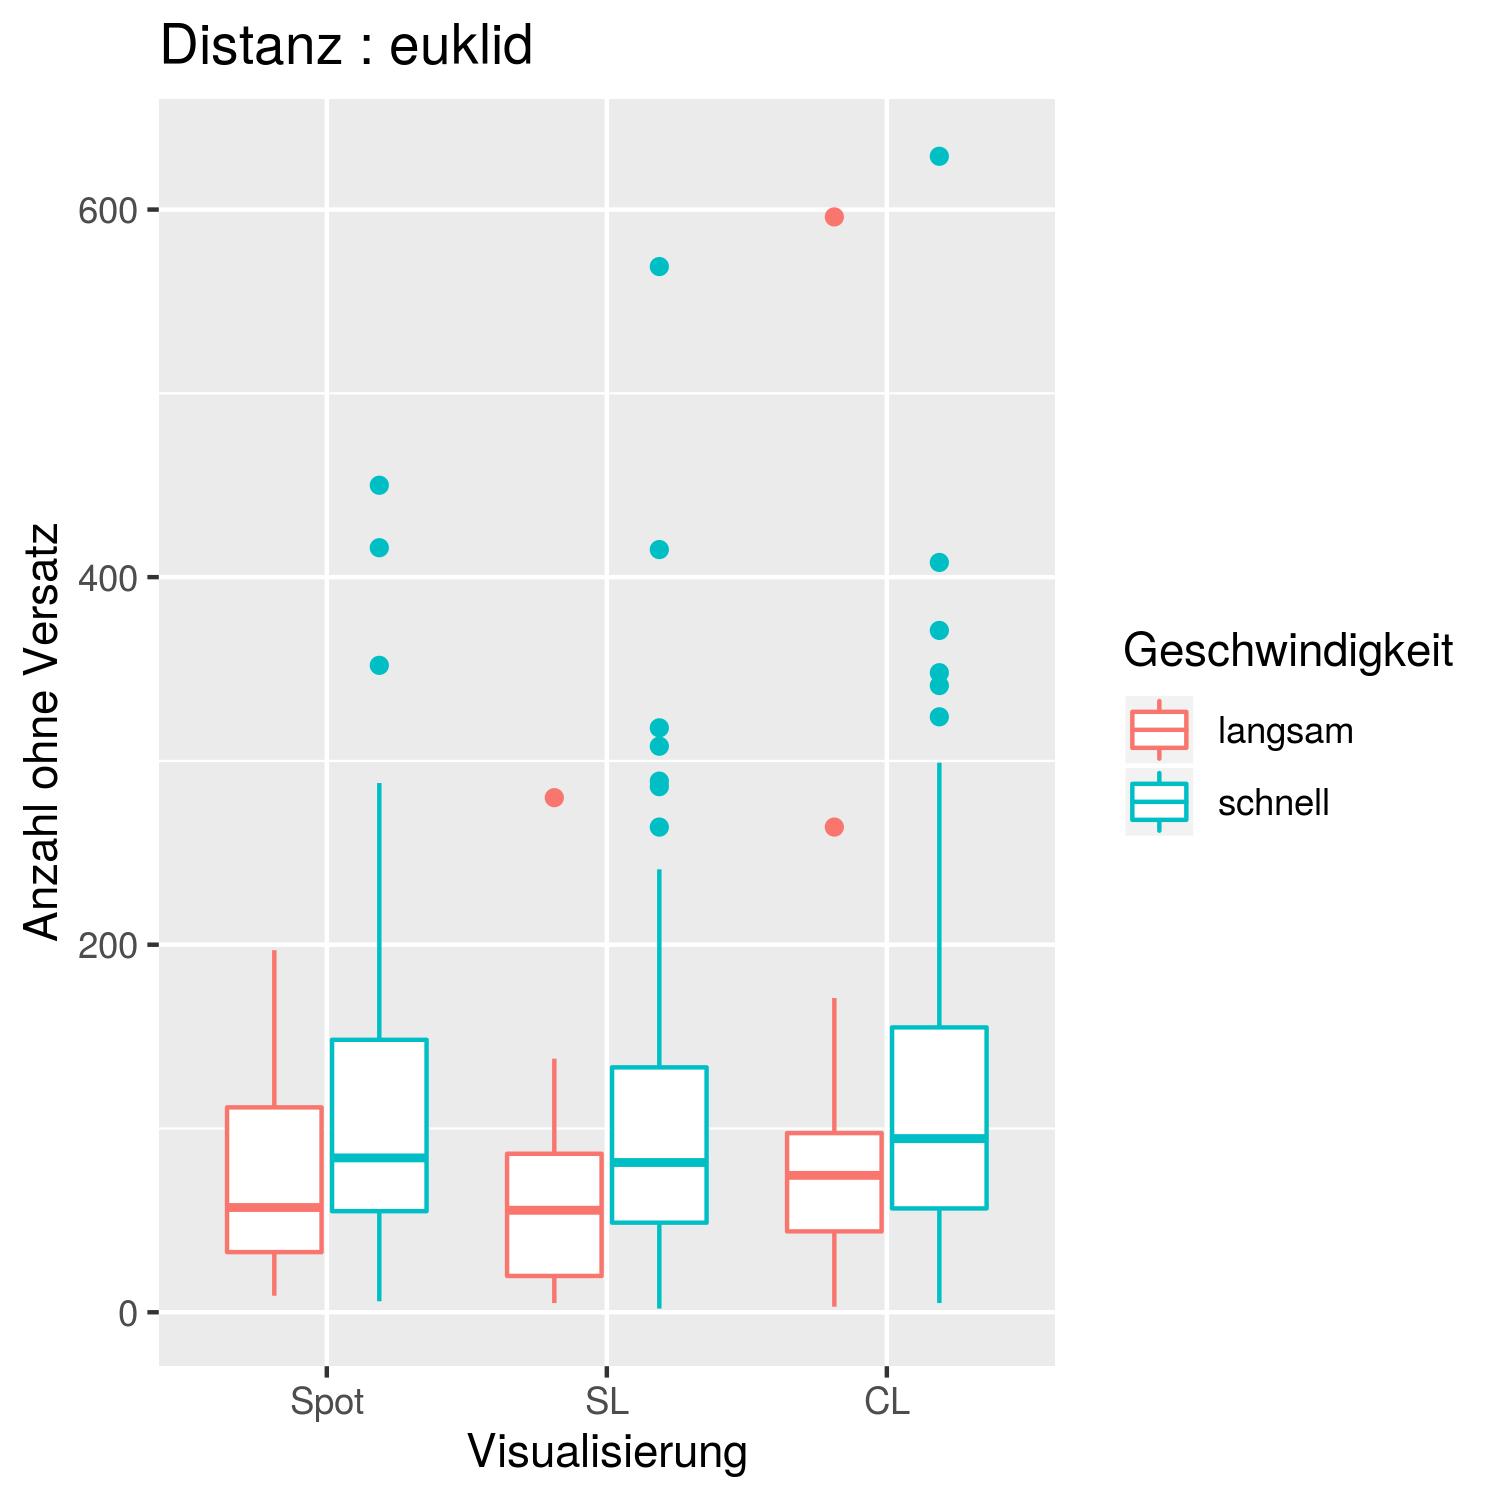 Distanz : euklid
Anzahl ohne Versatz
600
400
200
0
Spot
SL
CL
Visualisierung
Geschwindigkeit
langsam
schnell